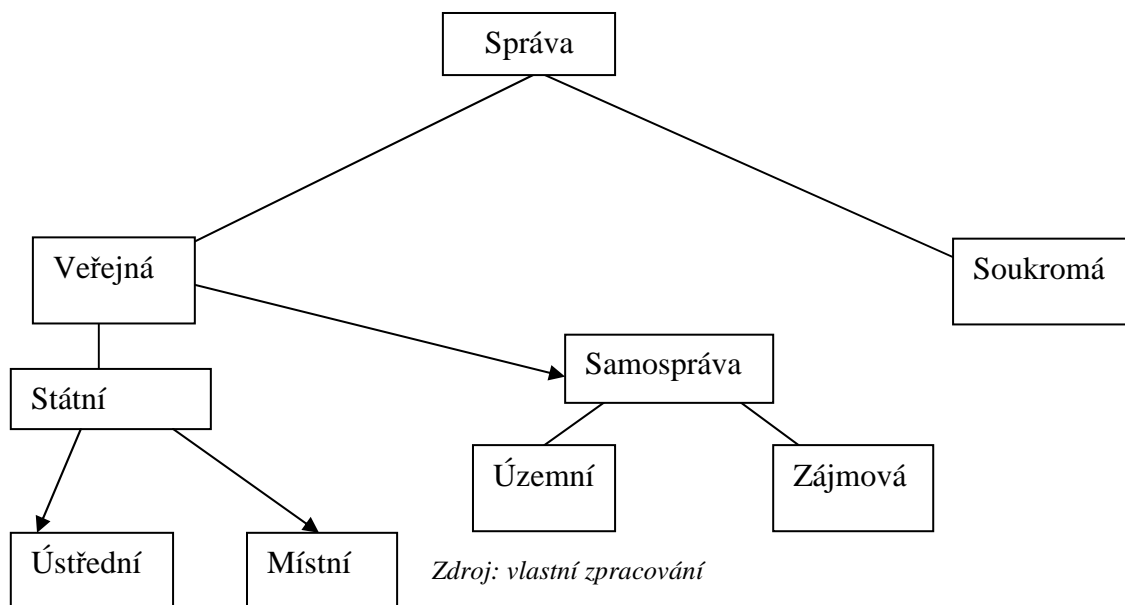 Správa
Veřejná
Soukromá
Samospráva
Státní
Územní
Zájmová
Ústřední
Místní
Zdroj: vlastní zpracování